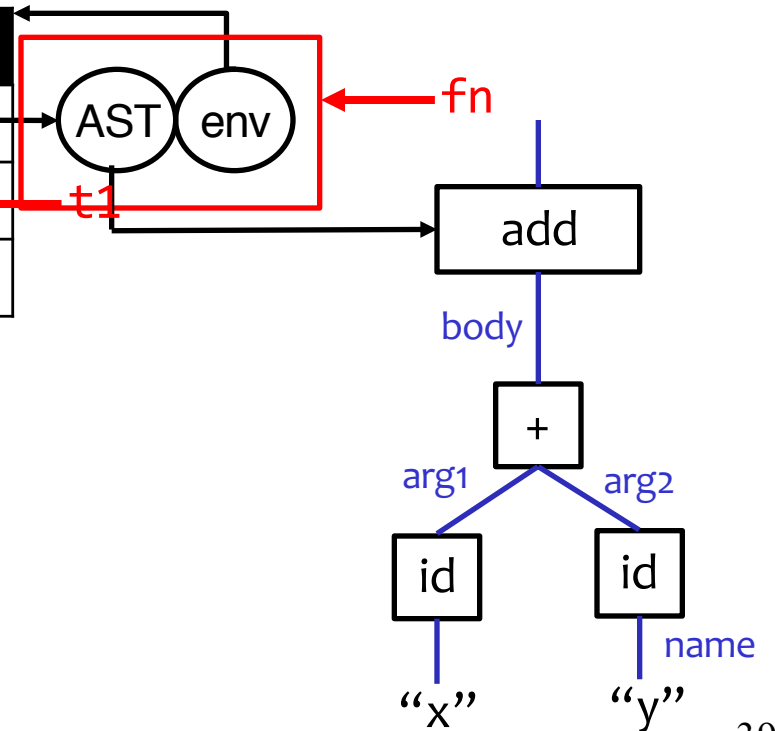 fn
AST env
t1
add
body
+
arg1 arg2
id id
name
“x” “y”